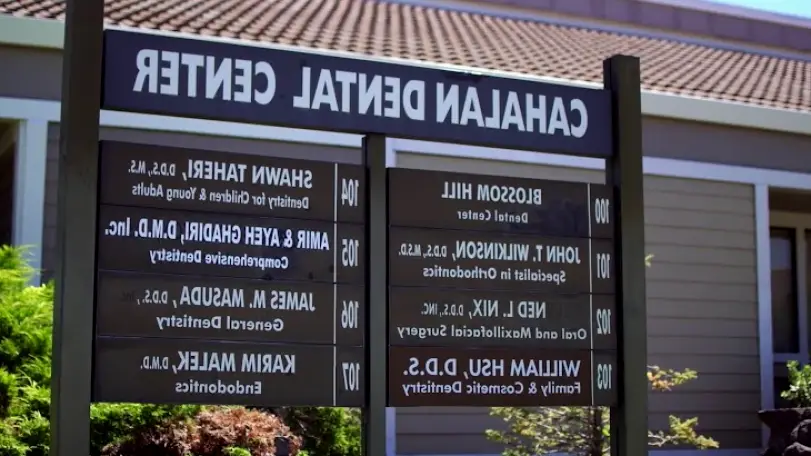 CAHALAN DENTAL CENTER
100 BLOSSOM HILL
Dental Center
101 JOHN T. WILKINSON, D.D.S., M.S.D.
Specialist in Orthodontics
102 NED L. NIX, D.D.S., INC.
Oral and Maxillofacial Surgery
103 WILLIAM HSU, D.D.S.
Family & Cosmetic Dentistry
104 SHAWN TAHERI, D.D.S., M.S.
Dentistry for Children & Young Adults
105 AMIR & AYEH GHADIRI, D.M.D., Inc.
Comprehensive Dentistry
106 JAMES M. MASUDA, D.D.S.
General Dentistry
107 KARIM MALEK, D.M.D.
Endodontics